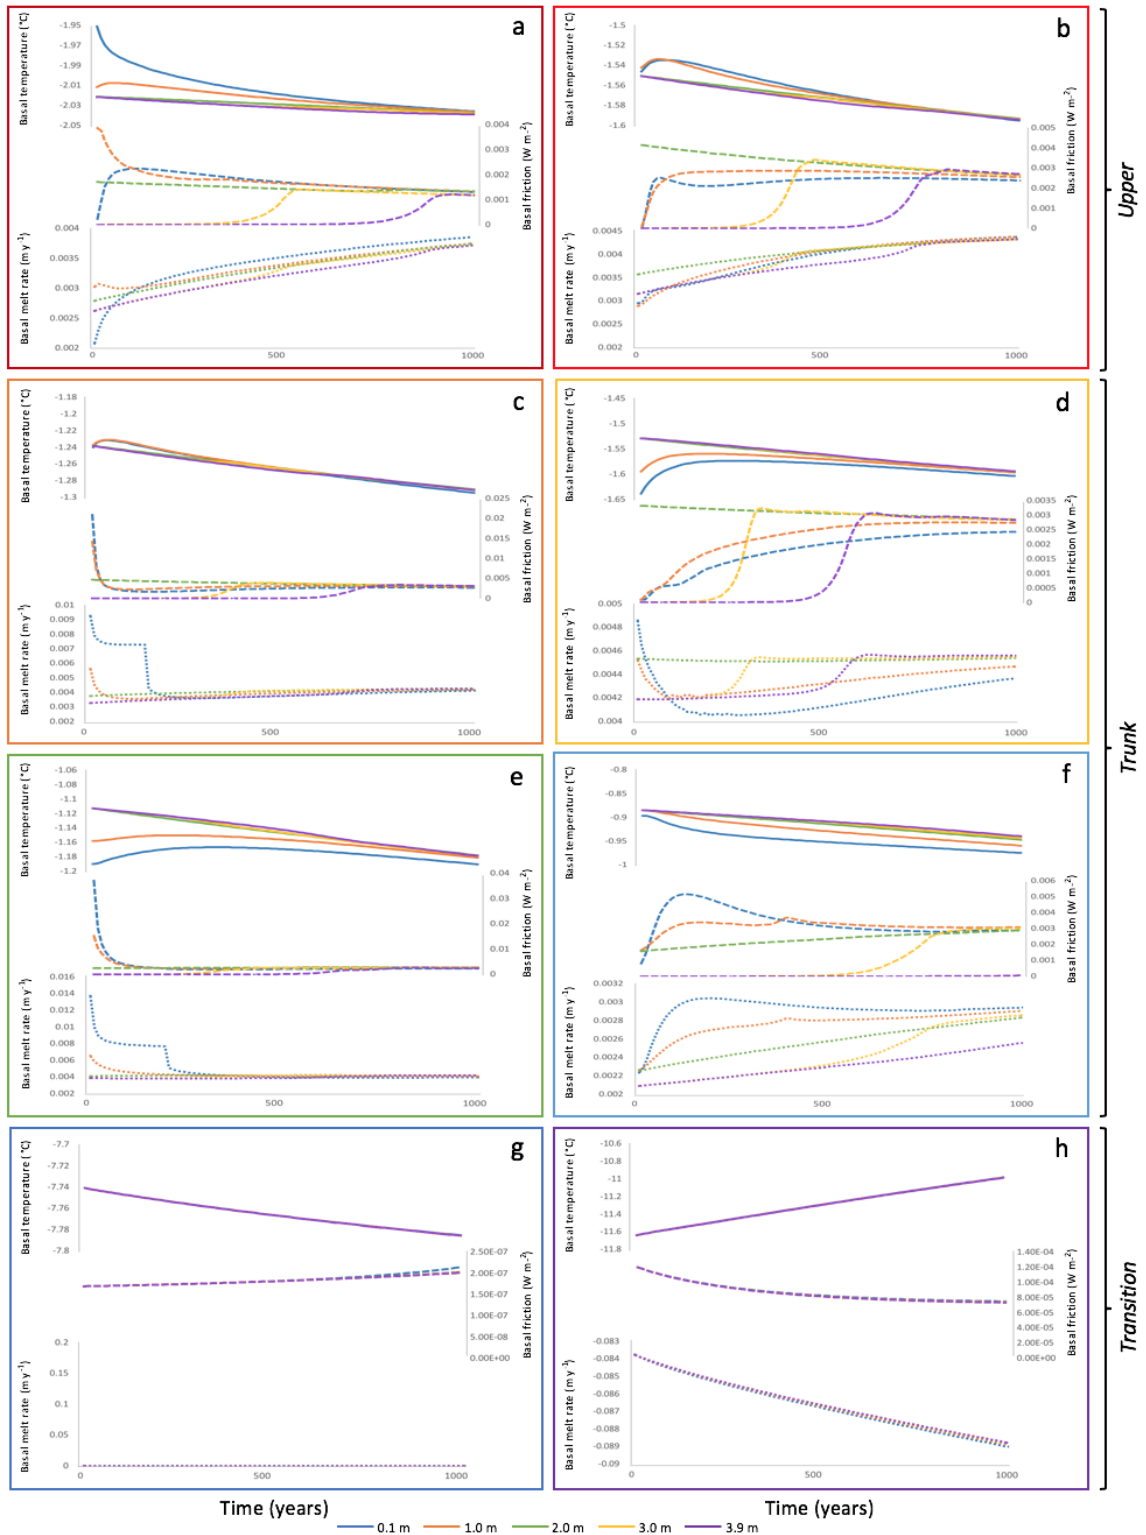 a
Basal temperature (°C)
-1.95
-1.97
-1.99
-2.01
-2.03
-2.05
Basal friction (W m-2)
0.004
0.003
0.002
0.001
0
Basal melt rate (m y-1)
0.004
0.0035
0.003
0.0025
0.002
0
500
1000
b
Basal temperature (°C)
-1.5
-1.52
-1.54
-1.56
-1.58
-1.6
Basal friction (W m-2)
0.005
0.004
0.003
0.002
0.001
0
Basal melt rate (m y-1)
0.0045
0.004
0.0035
0.003
0.0025
0.002
0
500
1000
Upper
c
Basal temperature (°C)
-1.18
-1.2
-1.22
-1.24
-1.26
-1.28
-1.3
Basal friction (W m-2)
0.025
0.02
0.015
0.01
0.005
0
Basal melt rate (m y-1)
0.01
0.009
0.008
0.007
0.006
0.005
0.004
0.003
0.002
0
500
1000
d
Basal temperature (°C)
-1.45
-1.5
-1.55
-1.6
-1.65
Basal friction (W m-2)
0.0035
0.003
0.0025
0.002
0.0015
0.001
0.0005
0
Basal melt rate (m y-1)
0.005
0.0048
0.0046
0.0044
0.0042
0.004
0
500
1000
e
Basal temperature (°C)
-1.06
-1.08
-1.1
-1.12
-1.14
-1.16
-1.18
-1.2
Basal friction (W m-2)
0.04
0.03
0.02
0.01
0
Basal melt rate (m y-1)
0.016
0.014
0.012
0.01
0.008
0.006
0.004
0.002
0
500
1000
f
Basal temperature (°C)
-0.8
-0.85
-0.9
-0.95
-1
Basal friction (W m-2)
0.006
0.005
0.004
0.003
0.002
0.001
0
Basal melt rate (m y-1)
0.0032
0.003
0.0028
0.0026
0.0024
0.0022
0.002
0
500
1000
Trunk
g
Basal temperature (°C)
-7.7
-7.72
-7.74
-7.76
-7.78
-7.8
Basal friction (W m-2)
2.50E-07
2.00E-07
1.50E-07
1.00E-07
5.00E-08
0.00E+00
Basal melt rate (m y-1)
0.2
0.15
0.1
0.05
0
0
500
1000
h
Basal temperature (°C)
-10.6
-10.8
-11
-11.2
-11.4
-11.6
-11.8
Basal friction (W m-2)
1.40E-04
1.20E-04
1.00E-04
8.00E-05
6.00E-05
4.00E-05
2.00E-05
0.00E+00
Basal melt rate (m y-1)
-0.083
-0.084
-0.085
-0.086
-0.087
-0.088
-0.089
-0.09
0
500
1000
Transition
Time (years)
Time (years)
0.1 m
1.0 m
2.0 m
3.0 m
3.9 m